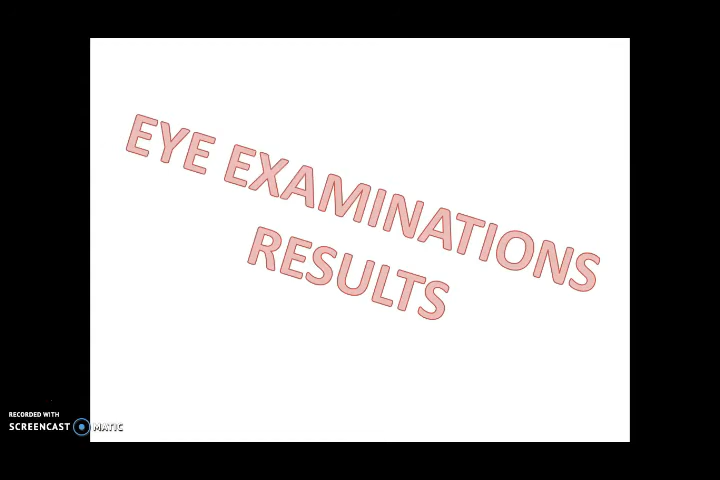 EYE EXAMINATIONS
RESULTS
RECORDED WITH
SCREENCAST MATIC